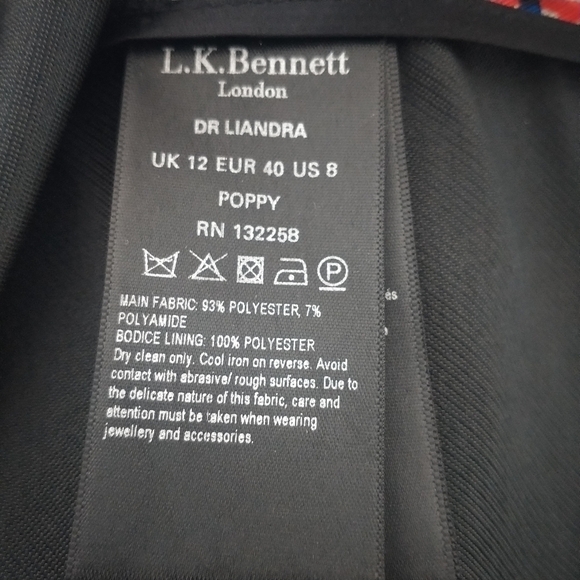 L.K.Bennett
London
DR LIANDRA
UK 12 EUR 40 US 8
POPPY
RN 132258
P
MAIN FABRIC: 93% POLYESTER, 7%
POLYAMIDE
BODICE LINING: 100% POLYESTER
Dry clean only. Cool iron on reverse. Avoid
contact with abrasive/ rough surfaces. Due to
the delicate nature of this fabric, care and
attention must be taken when wearing
jewellery and accessories.